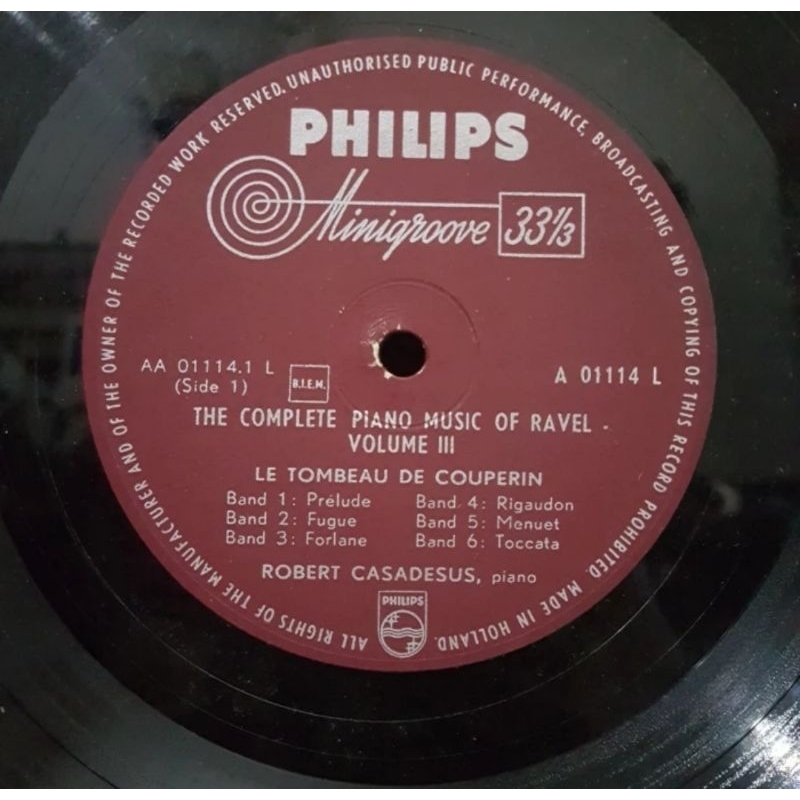 ALL RIGHTS OF THE MANUFACTURER AND OF THE OWNER OF THE RECORDED WORK RESERVED. UNAUTHORISED PUBLIC PERFORMANCE, BROADCASTING AND COPYING OF THIS RECORD PROHIBITED. MADE IN HOLLAND.
PHILIPS
Minigroove 33⅓
AA 01114.1 L
(Side 1)
B.I.E.M.
A 01114 L
THE COMPLETE PIANO MUSIC OF RAVEL -
VOLUME III
LE TOMBEAU DE COUPERIN
Band 1: Prélude Band 4: Rigaudon
Band 2: Fugue Band 5: Menuet
Band 3: Forlane Band 6: Toccata
ROBERT CASADESUS, piano
PHILIPS